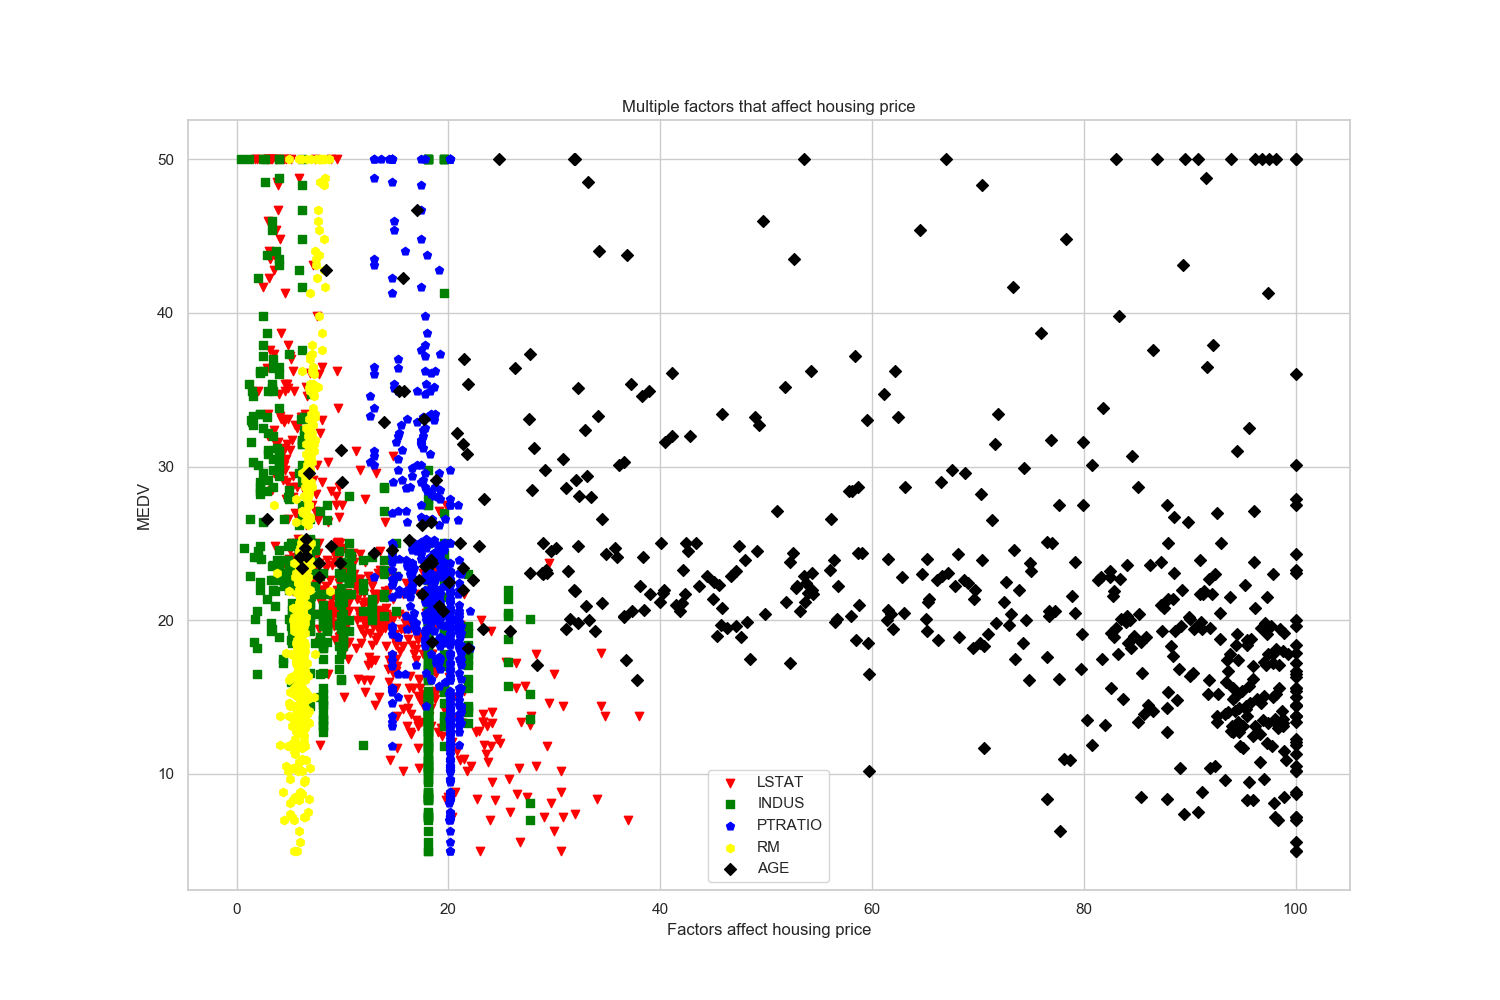 Multiple factors that affect housing price
MEDV
50
40
30
20
10
0 20 40 60 80 100
Factors affect housing price
LSTAT
INDUS
PTRATIO
RM
AGE